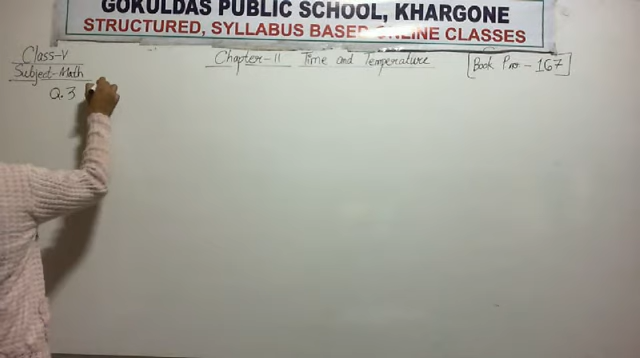 GOKULDAS PUBLIC SCHOOL, KHARGONE
STRUCTURED, SYLLABUS BASED ONLINE CLASSES
Class-V
Subject-Math
Chapter-11 Time and Temperature
Book P no - 167
Q.3